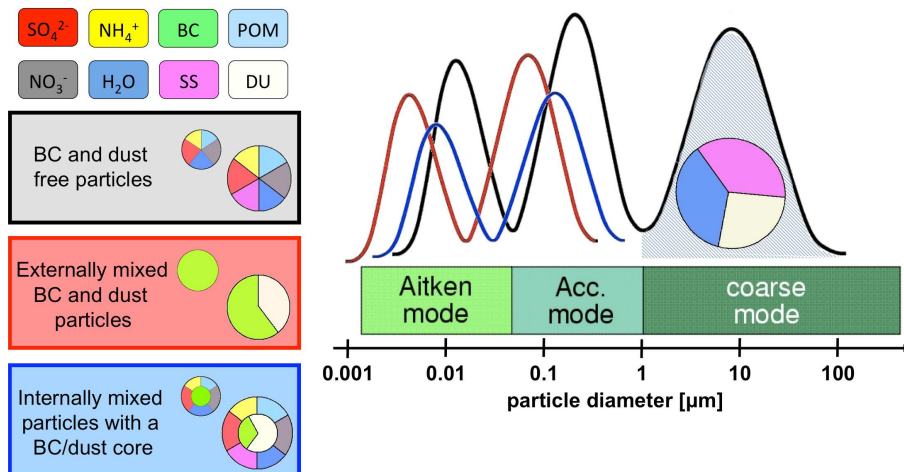 SO₄²⁻ NH₄⁺ BC POM
NO₃⁻ H₂O SS DU
BC and dust
free particles
Externally mixed
BC and dust
particles
Internally mixed
particles with a
BC/dust core
Aitken
mode
Acc.
mode
coarse
mode
0.001 0.01 0.1 1 10 100
particle diameter [µm]